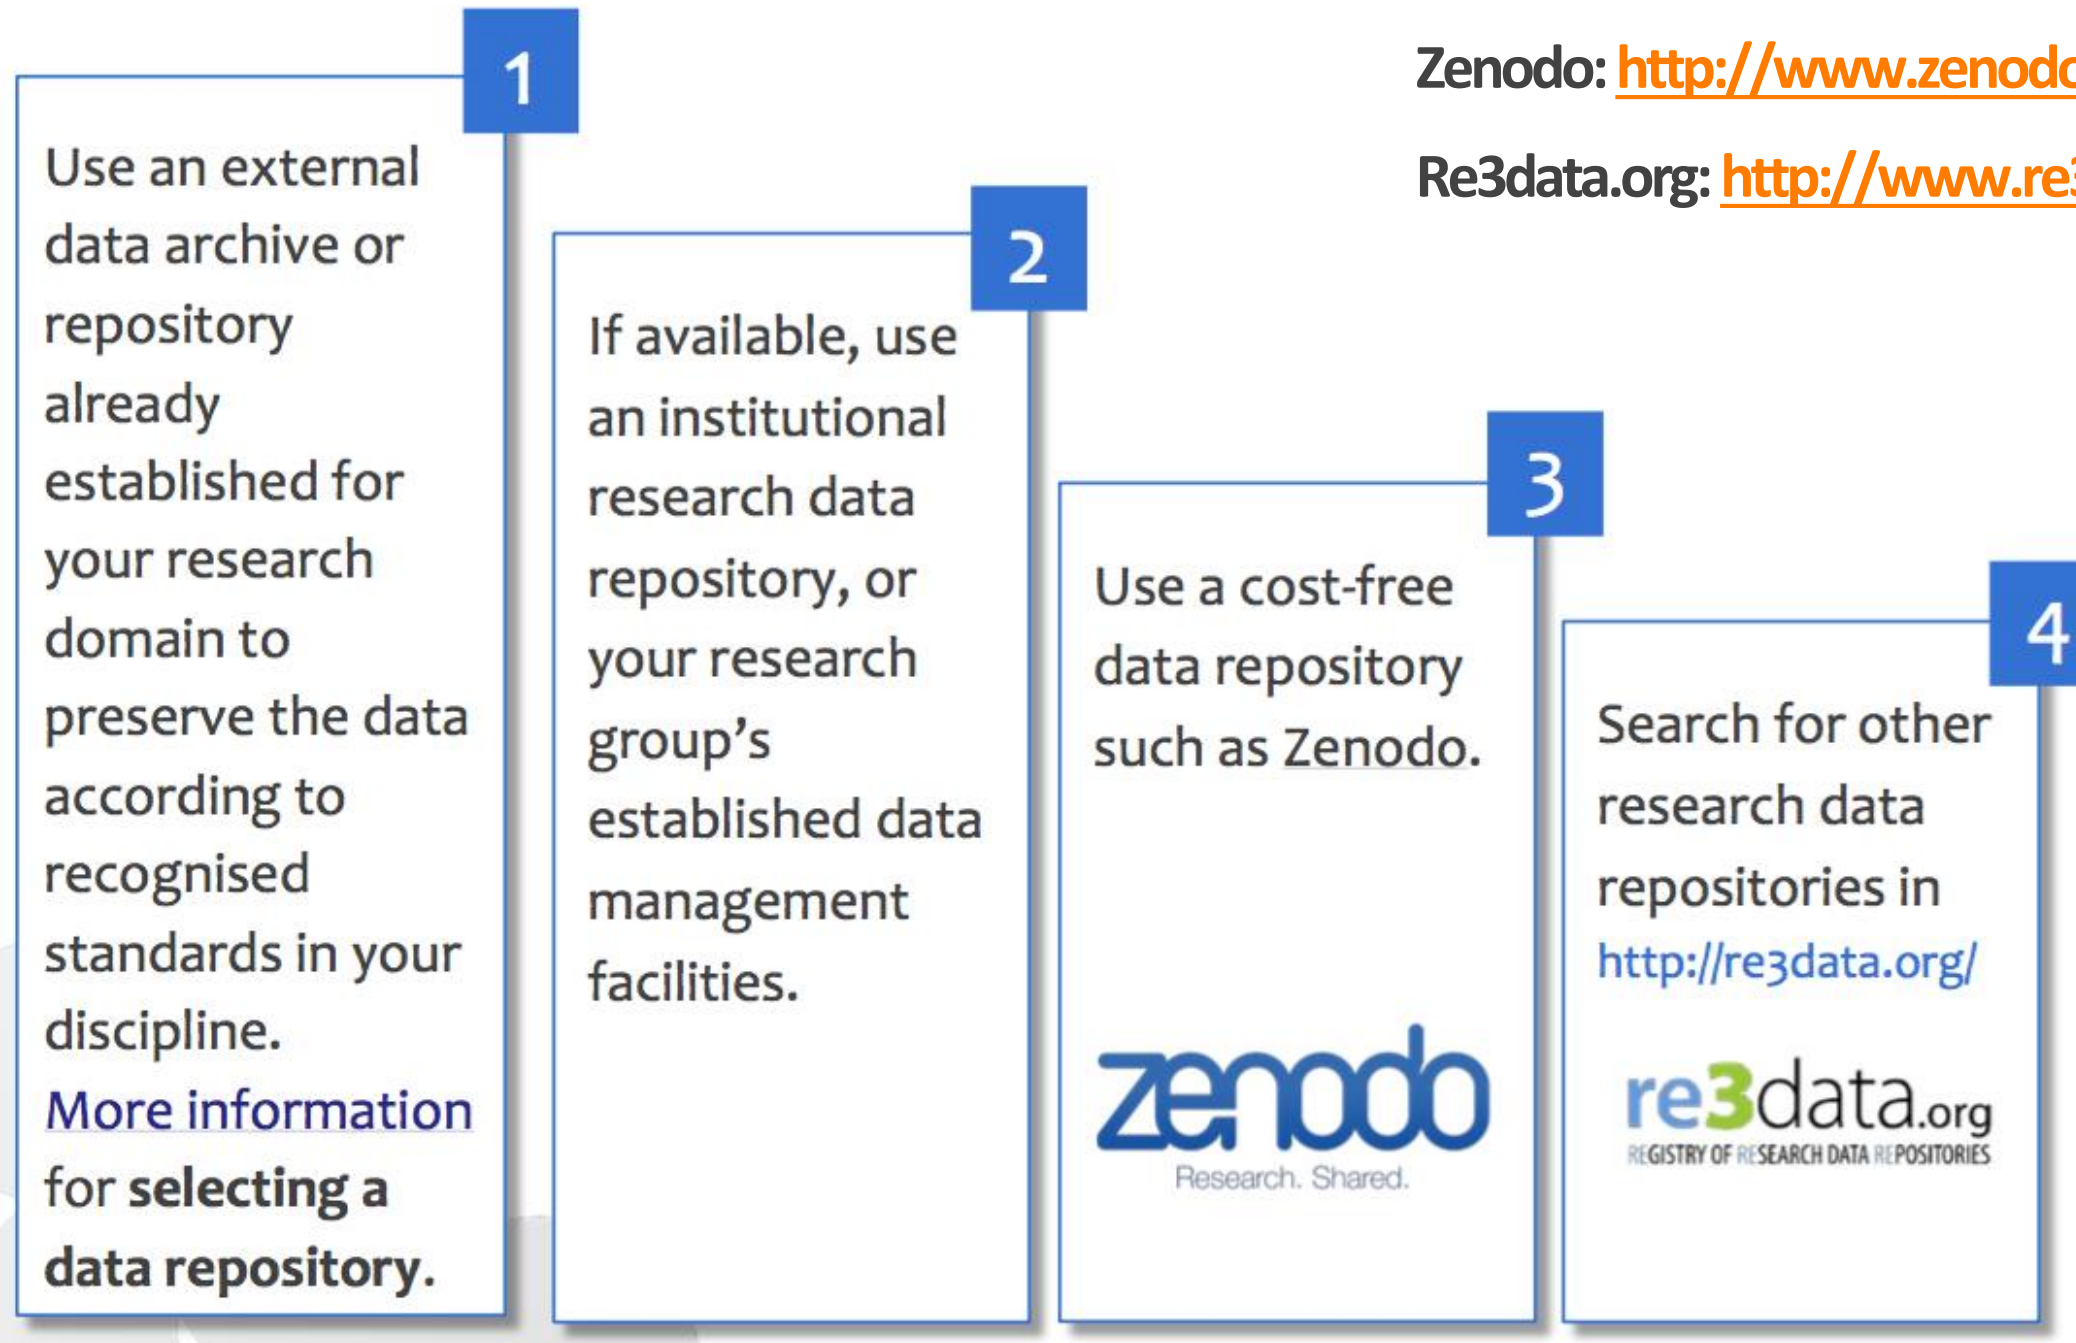 1
Use an external
data archive or
repository
already
established for
your research
domain to
preserve the data
according to
recognised
standards in your
discipline.
More information
for selecting a
data repository.
2
If available, use
an institutional
research data
repository, or
your research
group's
established data
management
facilities.
3
Use a cost-free
data repository
such as Zenodo.
zenodo
Research. Shared.
4
Search for other
research data
repositories in
http://re3data.org/
re3data.org
REGISTRY OF RESEARCH DATA REPOSITORIES
Zenodo: http://www.zenodo
Re3data.org: http://www.re3